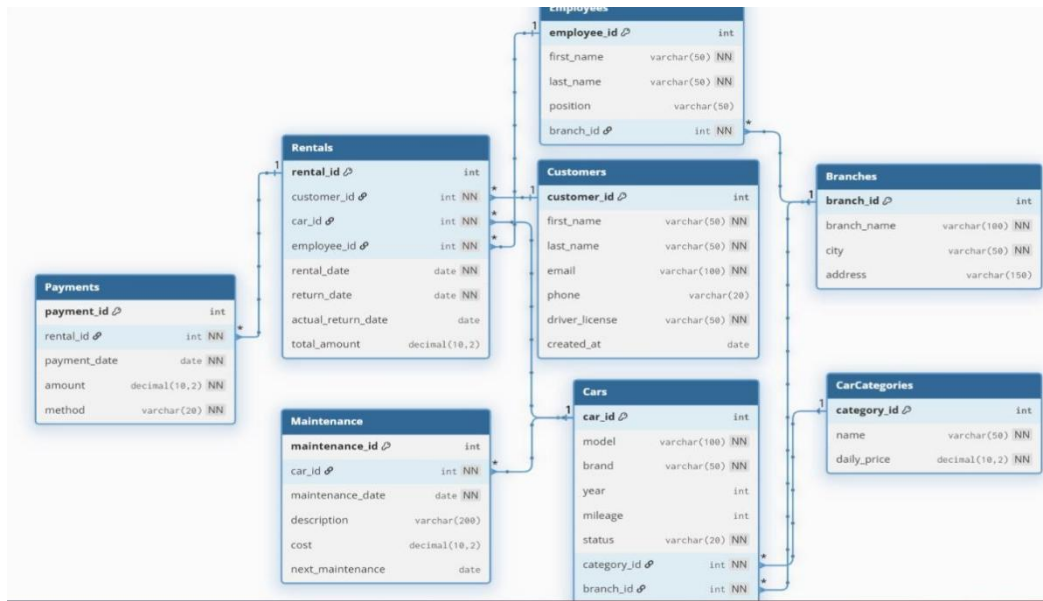 Employees
employee_id int
first_name varchar(50) NN
last_name varchar(50) NN
position varchar(50)
branch_id int NN
Rentals
rental_id int
customer_id int NN
car_id int NN
employee_id int NN
rental_date date NN
return_date date NN
actual_return_date date
total_amount decimal(10,2)
Customers
customer_id int
first_name varchar(50) NN
last_name varchar(50) NN
email varchar(100) NN
phone varchar(20)
driver_license varchar(50) NN
created_at date
Branches
branch_id int
branch_name varchar(100) NN
city varchar(50) NN
address varchar(150)
Payments
payment_id int
rental_id int NN
payment_date date NN
amount decimal(10,2) NN
method varchar(20) NN
Maintenance
maintenance_id int
car_id int NN
maintenance_date date NN
description varchar(200)
cost decimal(10,2)
next_maintenance date
Cars
car_id int
model varchar(100) NN
brand varchar(50) NN
year int
mileage int
status varchar(20) NN
category_id int NN
branch_id int NN
CarCategories
category_id int
name varchar(50) NN
daily_price decimal(10,2) NN
1
*
1
*
*
*
1
*
1
*
*
1
1
*
*